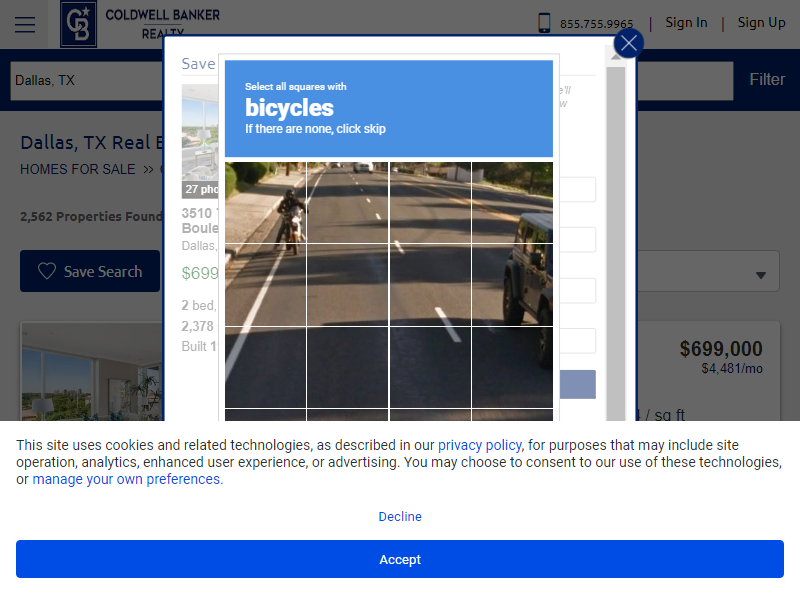 COLDWELL BANKER
REALTY
855.755.9965 | Sign In | Sign Up
Dallas, TX
Filter
Dallas, TX Real E
HOMES FOR SALE >>
2,562 Properties Found
Save Search
$699,000
$4,481/mo
/ sq ft
Save
27 pho
3510
Boule
Dallas,
$699
2 bed,
2,378
Built 1
Select all squares with
bicycles
If there are none, click skip
This site uses cookies and related technologies, as described in our privacy policy, for purposes that may include site
operation, analytics, enhanced user experience, or advertising. You may choose to consent to our use of these technologies,
or manage your own preferences.
Decline
Accept